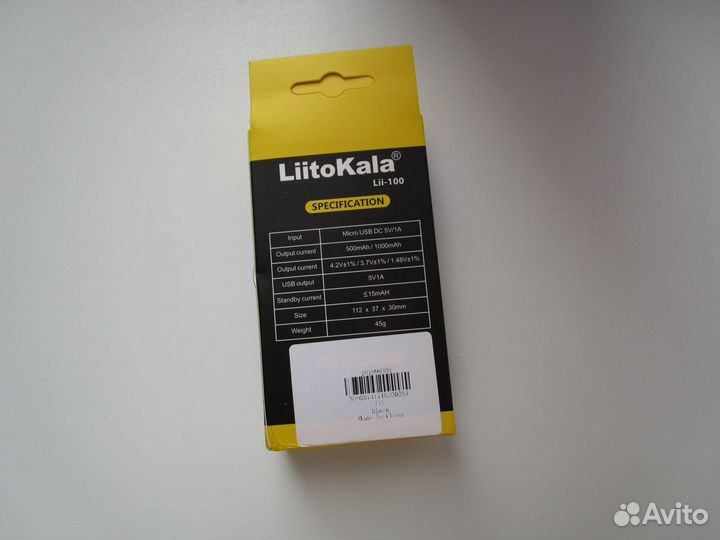 LiitoKala®
Lii-100
SPECIFICATION
Input Micro USB DC 5V/1A
Output current 500mAh / 1000mAh
Output current 4.2V±1% / 3.7V±1% / 1.48V±1%
USB output 5V1A
Standby current ≤15mAH
Size 112 x 37 x 30mm
Weight 45g
Made In China
Avito